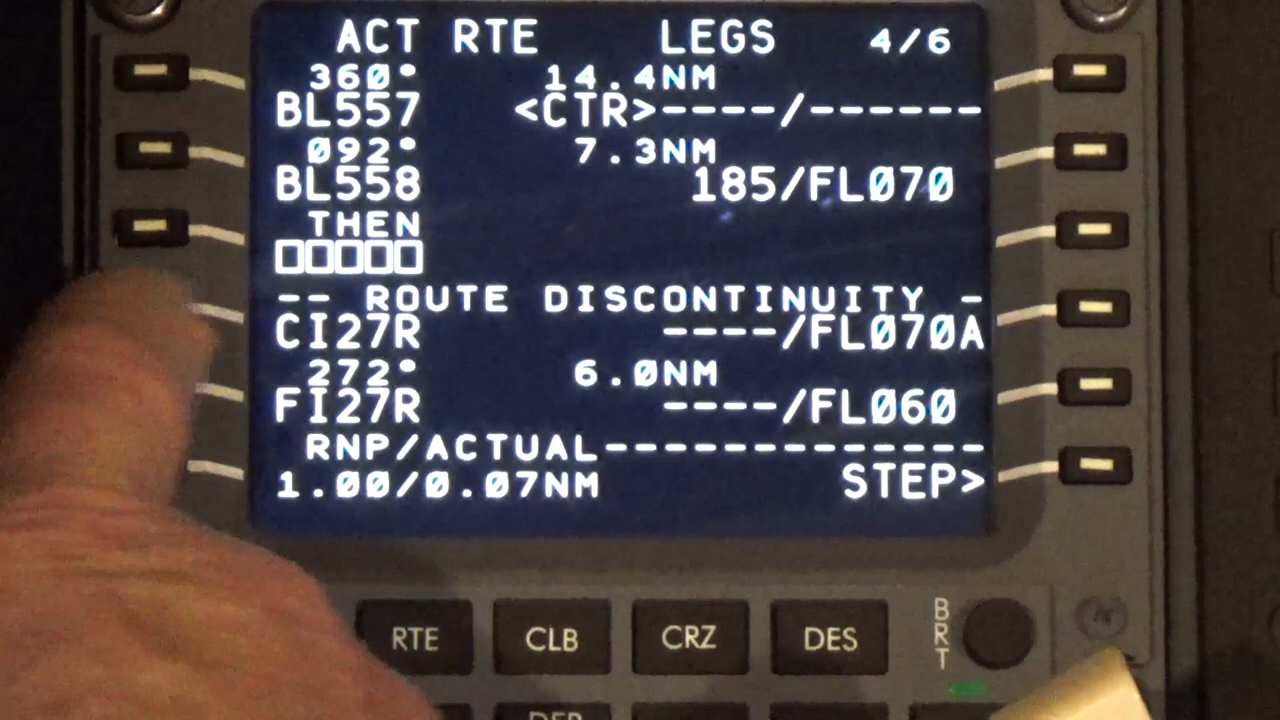 ACT RTE LEGS 4/6
360° 14.4NM
BL557 <CTR>----/------
092° 7.3NM
BL558 185/FL070
THEN
□□□□□
-- ROUTE DISCONTINUITY -
CI27R ----/FL070A
272° 6.0NM
FI27R ----/FL060
RNP/ACTUAL-------------
1.00/0.07NM STEP>
RTE CLB CRZ DES BRT